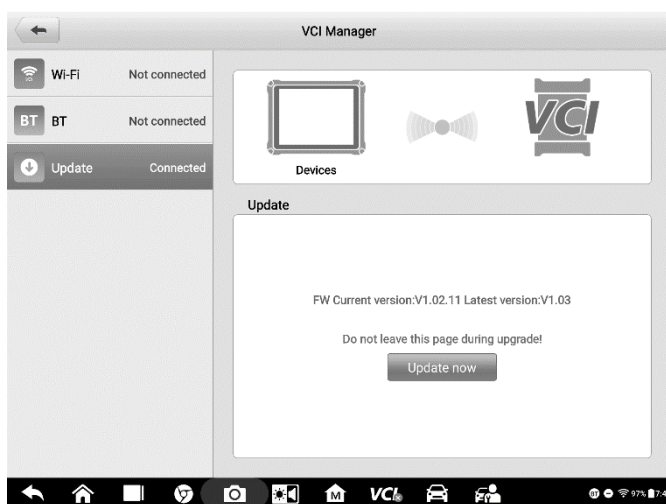 VCI Manager
Wi-Fi Not connected
BT BT Not connected
Update Connected
VCI
Devices
Update
FW Current version:V1.02.11 Latest version:V1.03
Do not leave this page during upgrade!
Update now
M VCI 97%